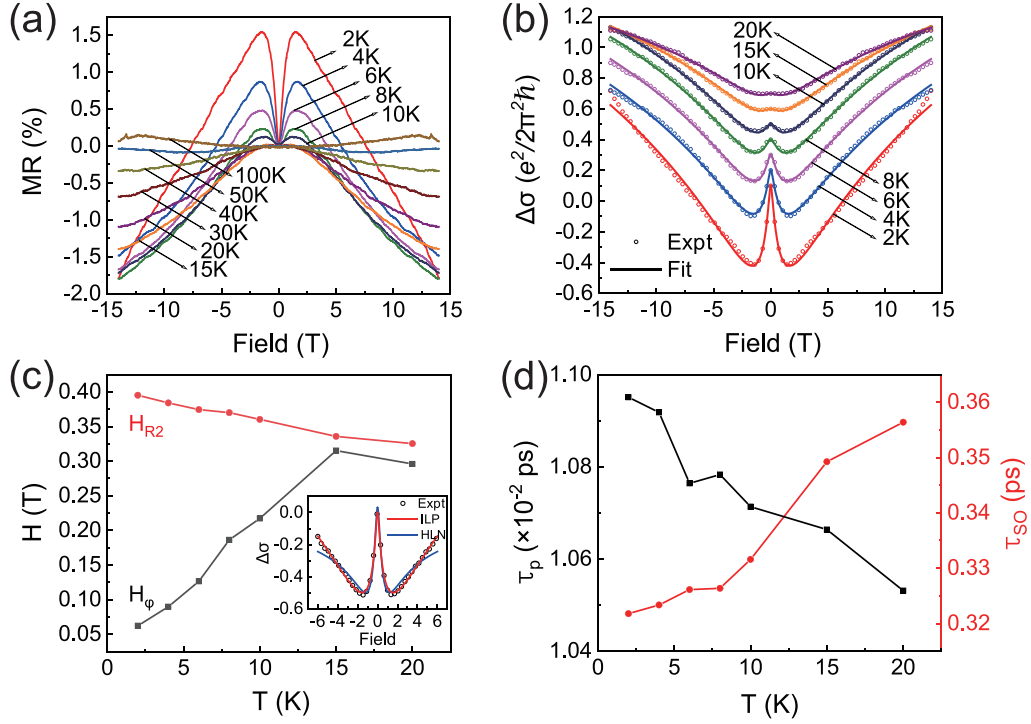 (a)
MR (%)
1.5
1.0
0.5
0.0
-0.5
-1.0
-1.5
-2.0
2K
4K
6K
8K
10K
100K
50K
40K
30K
20K
15K
-15 -10 -5 0 5 10 15
Field (T)
(b)
Δσ (e²/2π²ℏ)
1.2
1.0
0.8
0.6
0.4
0.2
0.0
-0.2
-0.4
-0.6
20K
15K
10K
8K
6K
4K
2K
Expt
Fit
-15 -10 -5 0 5 10 15
Field (T)
(c)
H (T)
0.40
0.35
0.30
0.25
0.20
0.15
0.10
0.05
H_R2
H_φ
Δσ
0.0
-0.2
-0.4
-0.6
Expt
ILP
HLN
-6 -4 -2 0 2 4 6
Field
0 5 10 15 20
T (K)
(d)
τ_p (×10⁻² ps)
1.10
1.08
1.06
1.04
0.36
0.35
0.34
0.33
0.32
τ_SO (ps)
0 5 10 15 20
T (K)